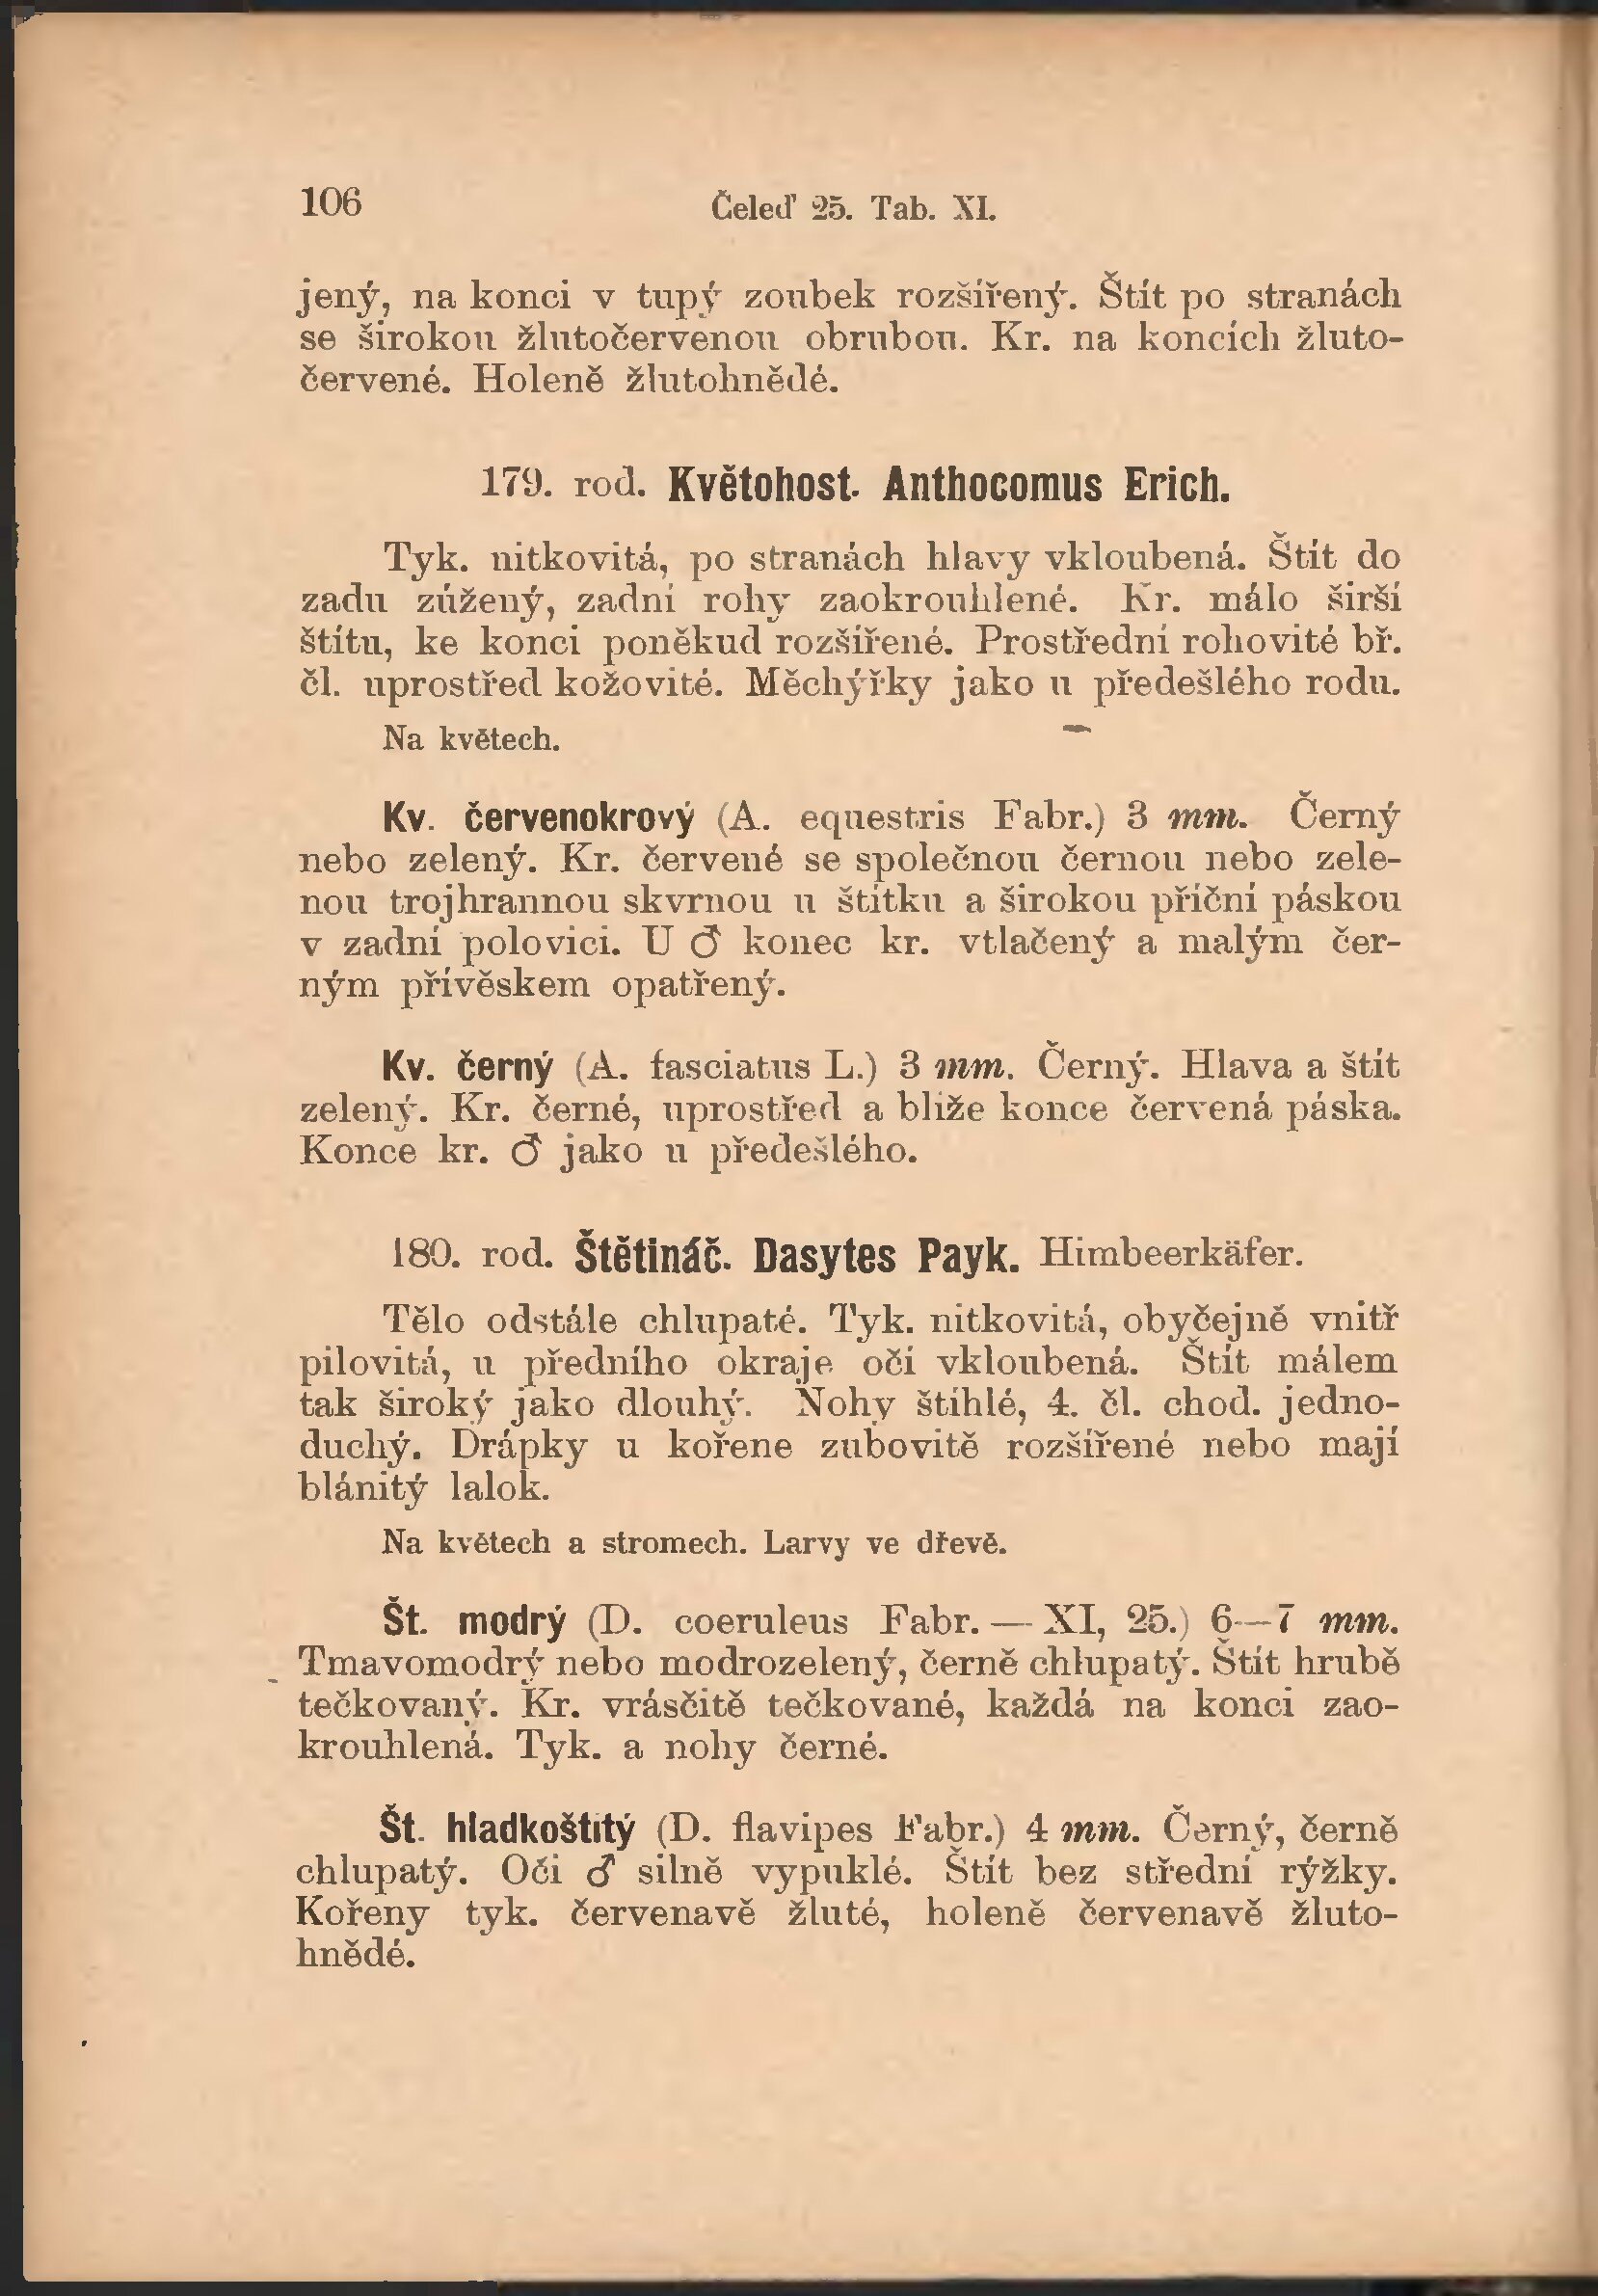 106
Čeleď 25. Tab. XI.
jený, na konci v tupý zoubek rozšířený. Štít po stranách
se širokou žlutočervenou obrubou. Kr. na koncích žluto-
červené. Holeně žlutohnědé.
179. rod. Květohost. Anthocomus Erich.
Tyk. nitkovitá, po stranách hlavy vkloubená. Štít do
zadu zúžený, zadní rohy zaokrouhlené. Kr. málo širší
štítu, ke konci poněkud rozšířené. Prostřední rohovité bř.
čl. uprostřed kožovité. Měchýřky jako u předešlého rodu.
Na květech.
Kv. červenokrový (A. equestris Fabr.) 3 mm. Černý
nebo zelený. Kr. červené se společnou černou nebo zele-
nou trojhrannou skvrnou u štítku a širokou příční páskou
v zadní polovici. U ♂ konec kr. vtlačený a malým čer-
ným přívěskem opatřený.
Kv. černý (A. fasciatus L.) 3 mm. Černý. Hlava a štít
zelený. Kr. černé, uprostřed a blíže konce červená páska.
Konce kr. ♂ jako u předešlého.
180. rod. Štětináč. Dasytes Payk. Himbeerkäfer.
Tělo odstále chlupaté. Tyk. nitkovitá, obyčejně vnitř
pilovitá, u předního okraje očí vkloubená. Štít málem
tak široký jako dlouhý. Nohy štíhlé, 4. čl. chod. jedno-
duchý. Drápky u kořene zubovitě rozšířené nebo mají
blánitý lalok.
Na květech a stromech. Larvy ve dřevě.
Št. modrý (D. coeruleus Fabr. — XI, 25.) 6—7 mm.
Tmavomodrý nebo modrozelený, černě chlupatý. Štít hrubě
tečkovaný. Kr. vrásčitě tečkované, každá na konci zao-
krouhlená. Tyk. a nohy černé.
Št. hladkoštítý (D. flavipes Fabr.) 4 mm. Černý, černě
chlupatý. Oči ♂ silně vypuklé. Štít bez střední rýžky.
Kořeny tyk. červenavě žluté, holeně červenavě žluto-
hnědé.